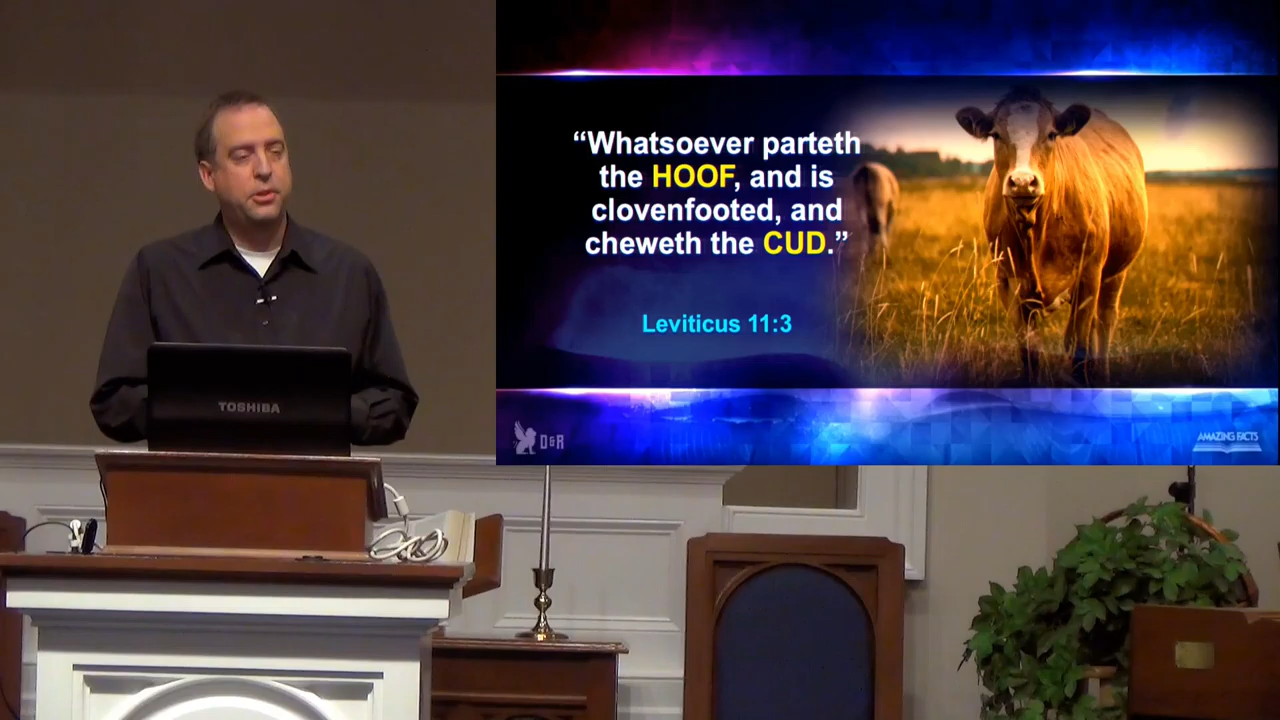 “Whatsoever parteth
the HOOF, and is
clovenfooted, and
cheweth the CUD.”
Leviticus 11:3
D&R
AMAZING FACTS
TOSHIBA